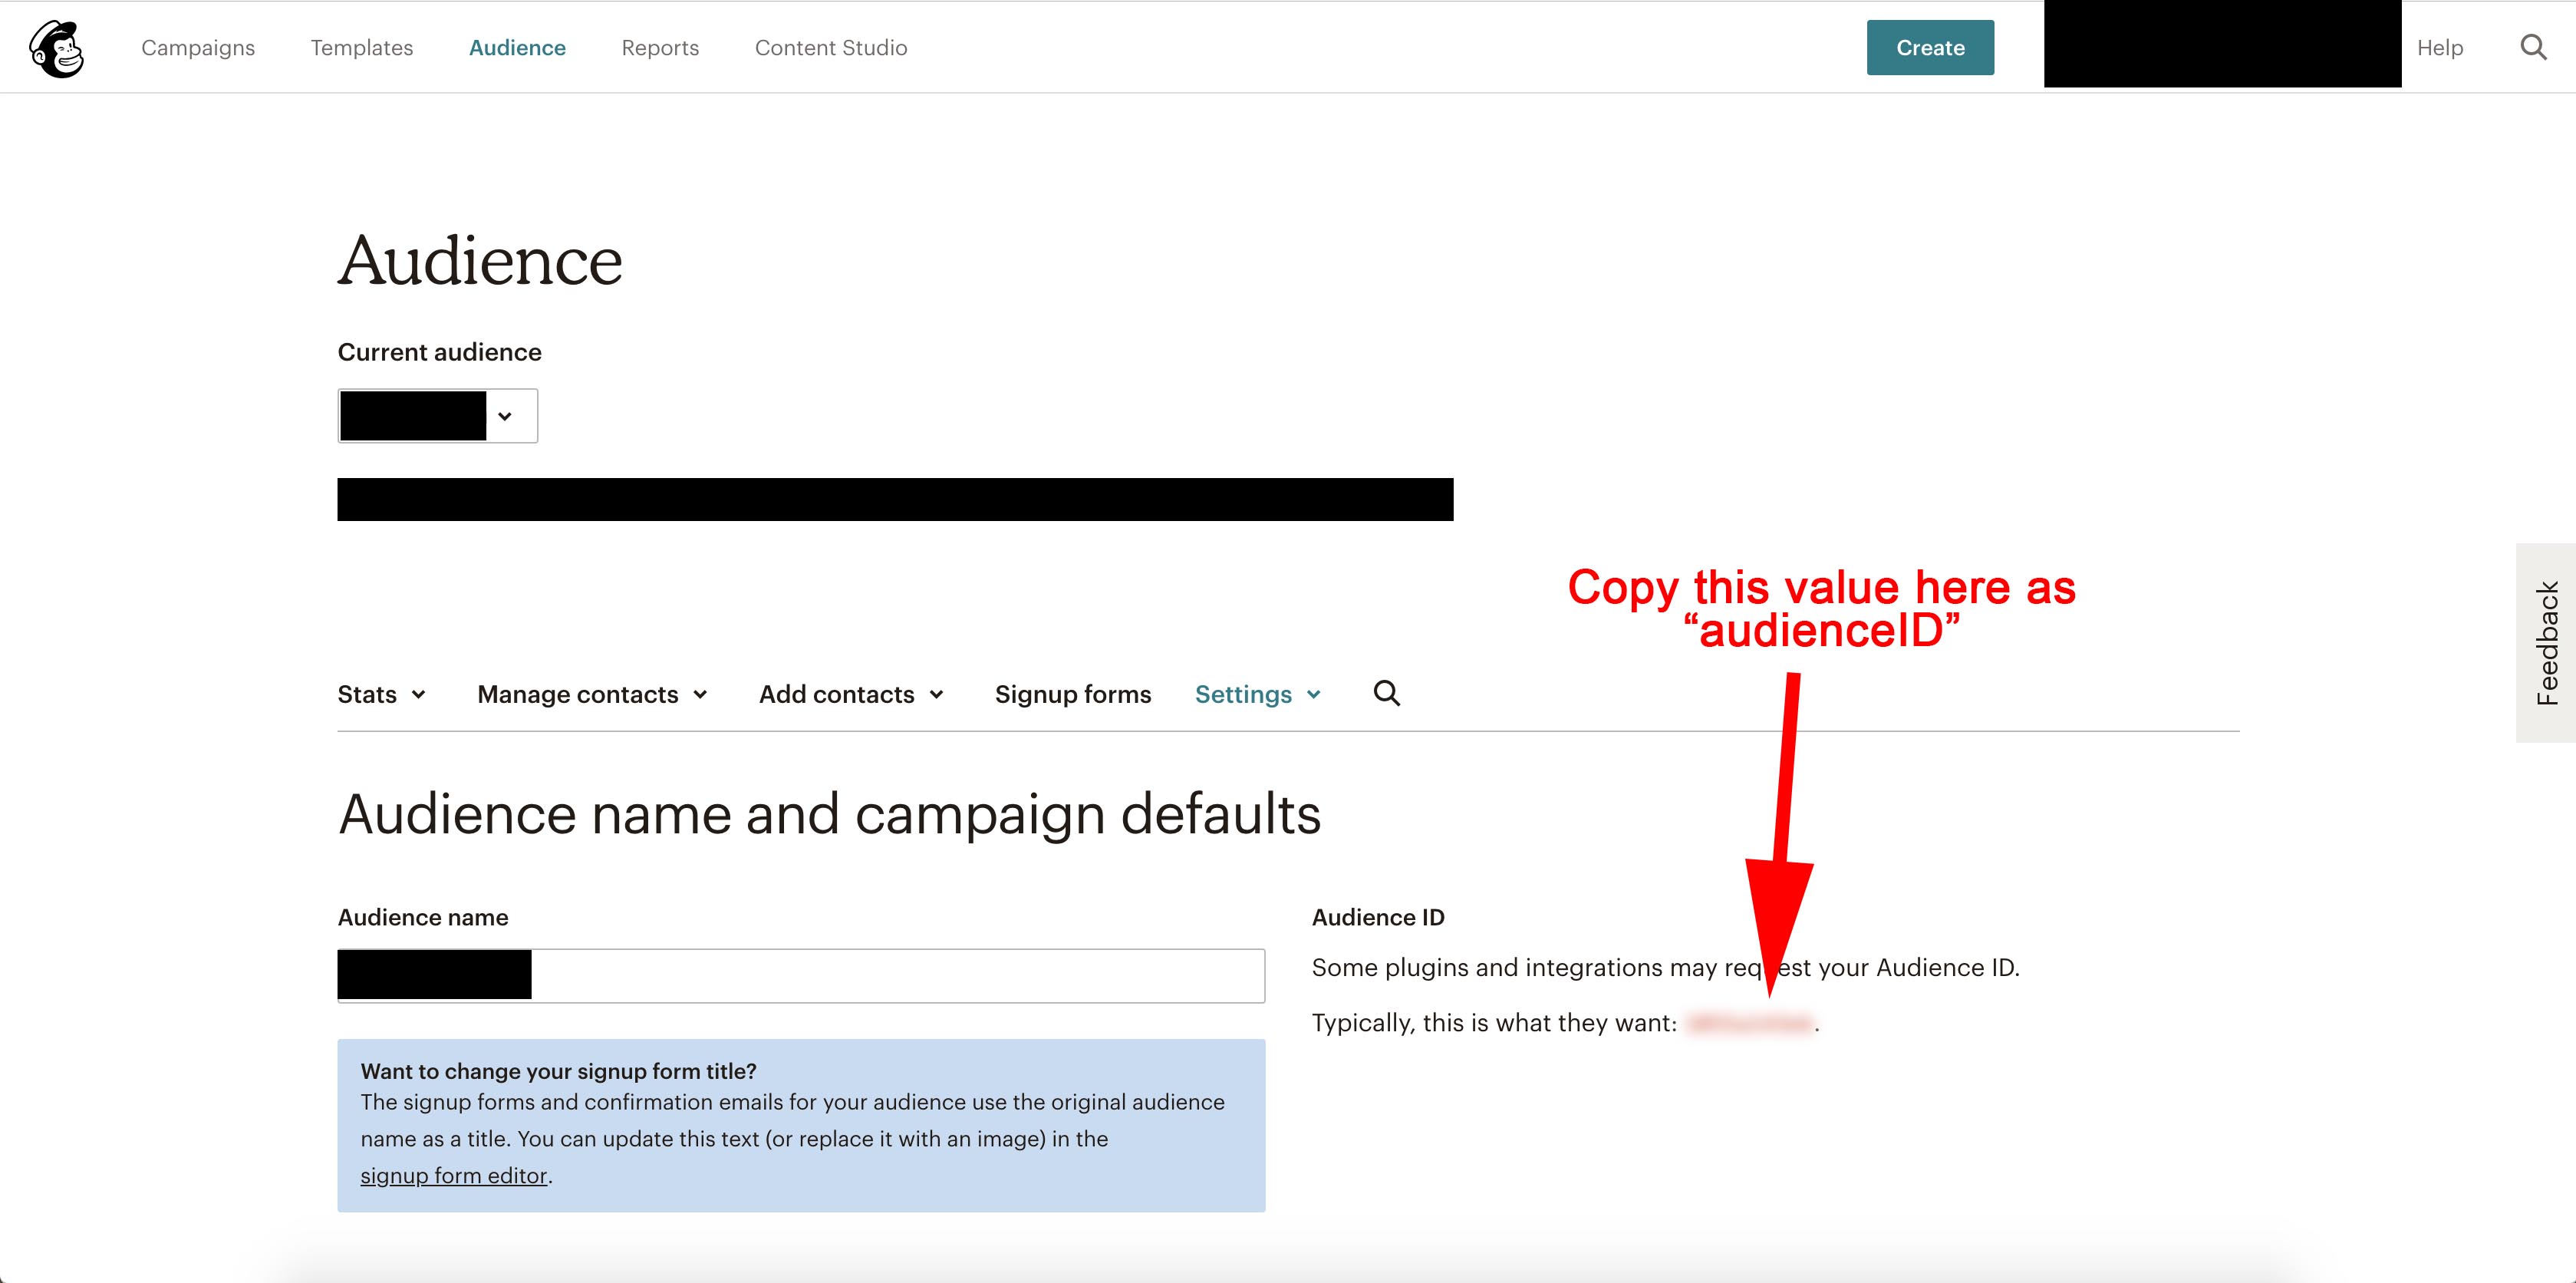 Campaigns Templates Audience Reports Content Studio Create Help
Audience
Current audience
Copy this value here as
“audienceID”
Feedback
Stats Manage contacts Add contacts Signup forms Settings
Audience name and campaign defaults
Audience name
Audience ID
Some plugins and integrations may request your Audience ID.
Typically, this is what they want: .
Want to change your signup form title?
The signup forms and confirmation emails for your audience use the original audience
name as a title. You can update this text (or replace it with an image) in the
signup form editor.